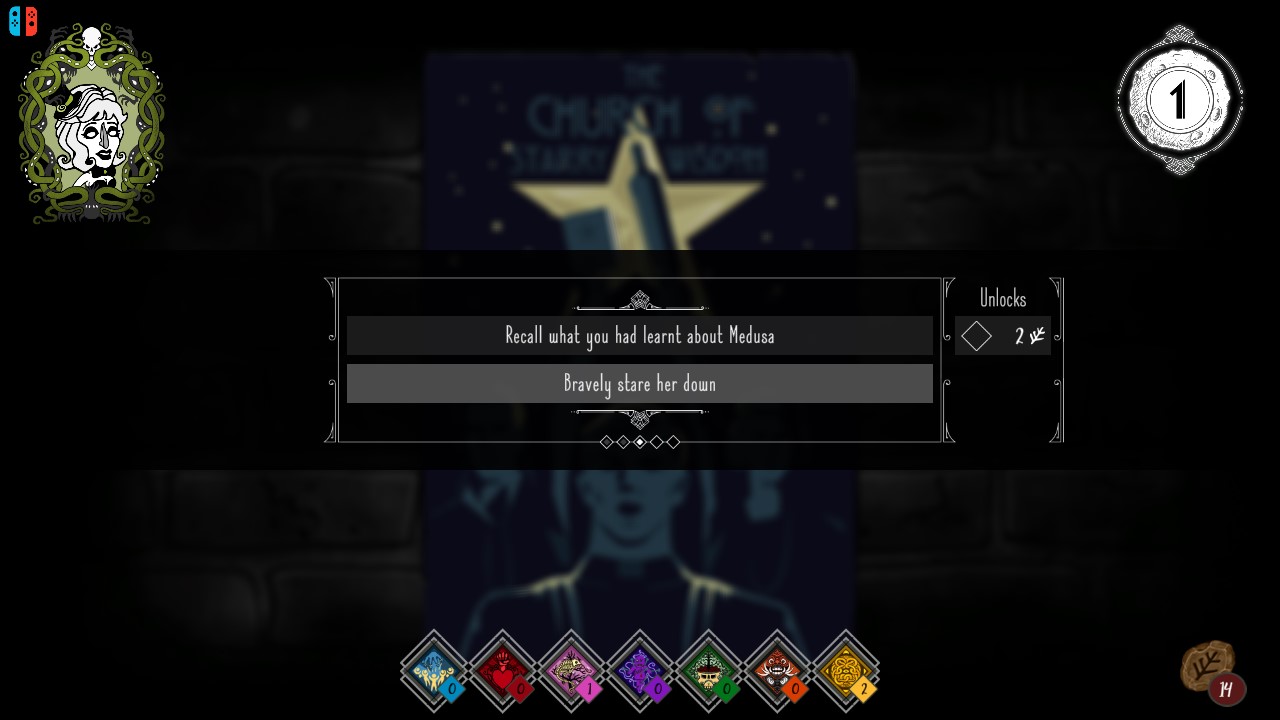 1
THE
CHURCH OF
STARRY WISDOM
Unlocks
Recall what you had learnt about Medusa
2
Bravely stare her down
0
0
1
0
0
0
2
14